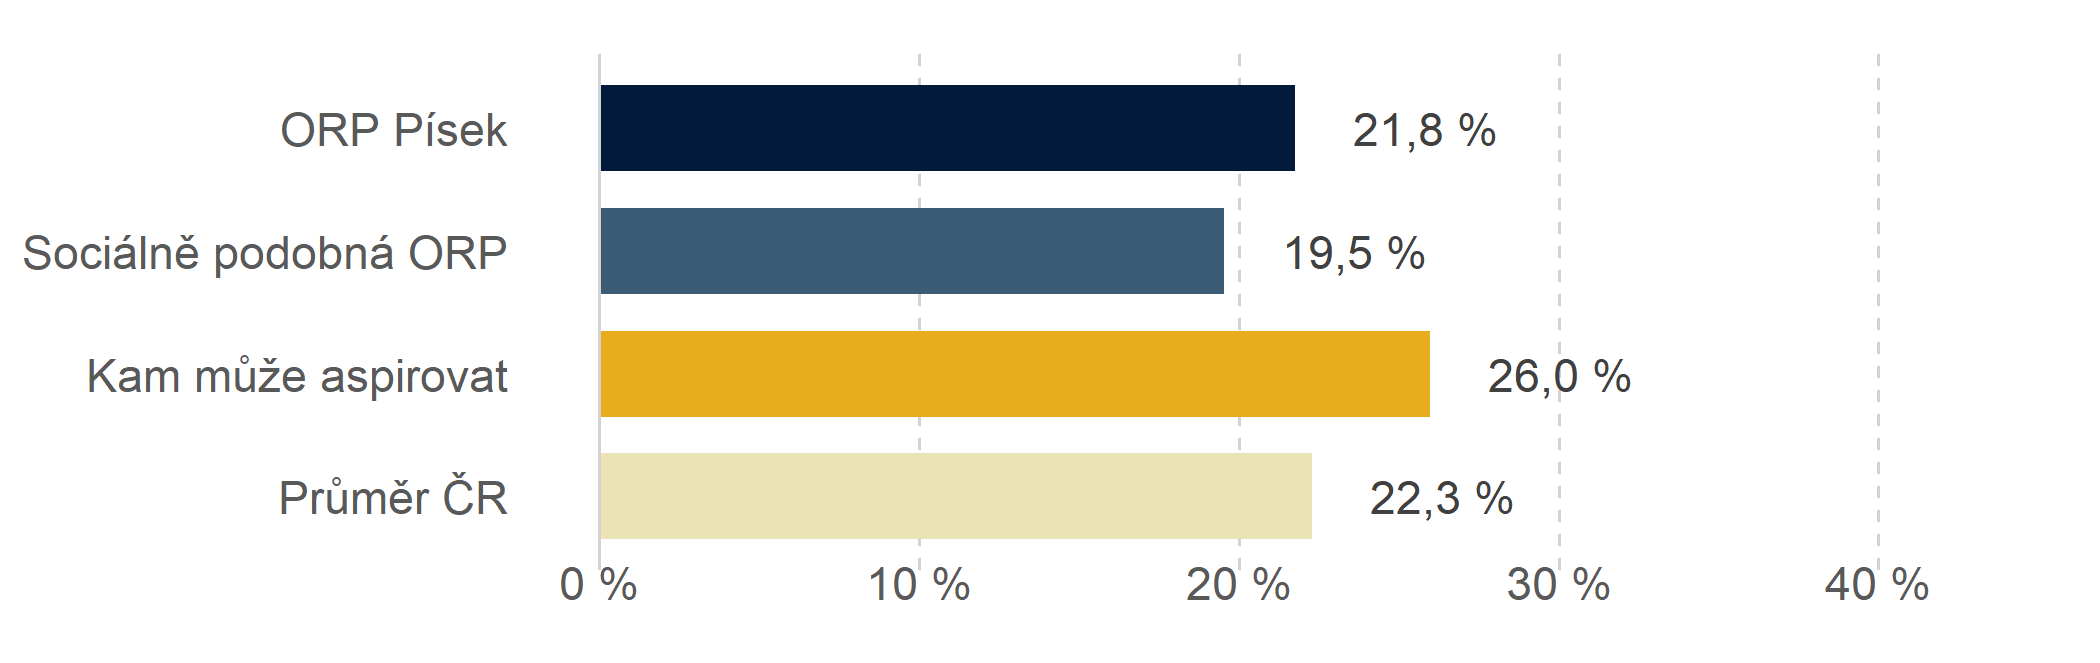 ORP Písek
21,8 %
Sociálně podobná ORP
19,5 %
Kam může aspirovat
26,0 %
Průměr ČR
22,3 %
0 %
10 %
20 %
30 %
40 %